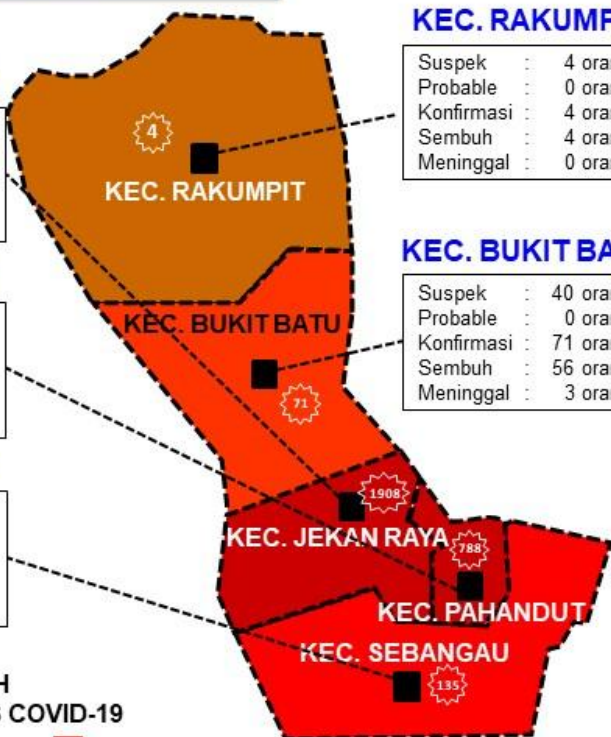 KEC. RAKUMP
Suspek : 4 oran
Probable : 0 oran
Konfirmasi : 4 oran
Sembuh : 4 oran
Meninggal : 0 oran
4
KEC. RAKUMPIT
KEC. BUKIT BA
Suspek : 40 oran
Probable : 0 oran
Konfirmasi : 71 oran
Sembuh : 56 oran
Meninggal : 3 oran
KEC. BUKIT BATU
71
1908
KEC. JEKAN RAYA
788
KEC. PAHANDUT
KEC. SEBANGAU
135
H
COVID-19